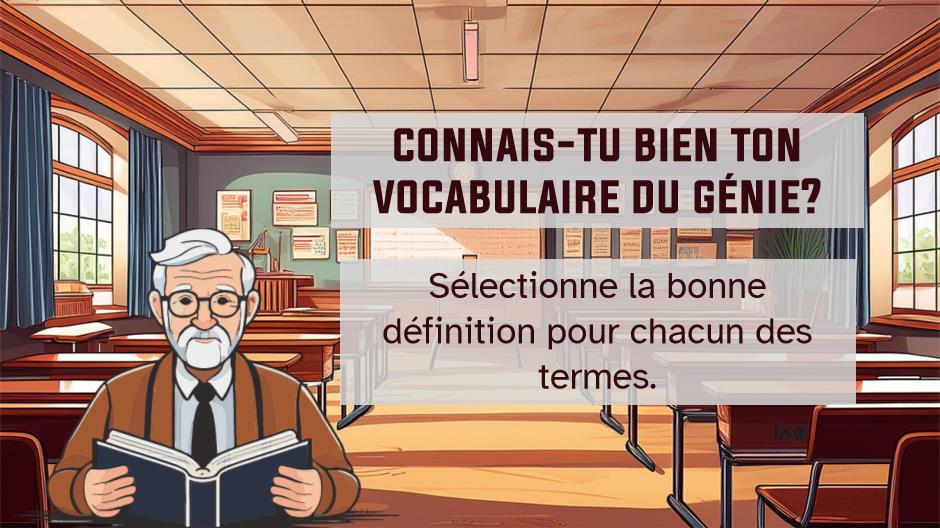 CONNAIS-TU BIEN TON
VOCABULAIRE DU GÉNIE?
Sélectionne la bonne
définition pour chacun des
termes.